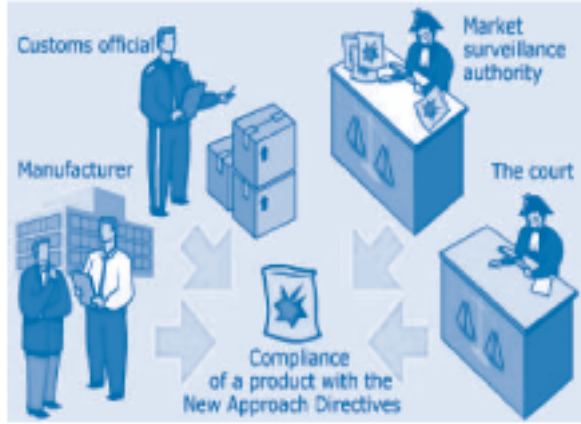 Customs official
Market
surveillance
authority
Manufacturer
The court
Compliance
of a product with the
New Approach Directives